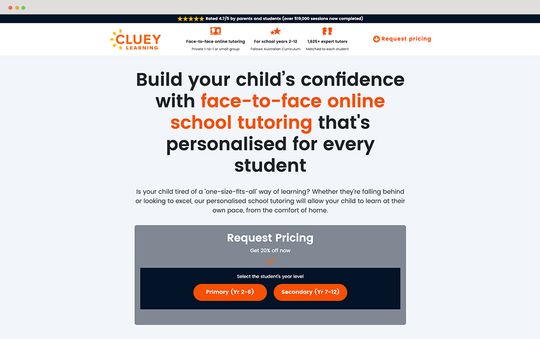 Rated 4.7/5 by parents and students (over 519,000 sessions now completed)
CLUEY
LEARNING
Face-to-face online tutoring
Private 1-to-1 or small group
For school years 2-12
Follows Australian Curriculum
1,625+ expert tutors
Matched to each student
Request pricing
Build your child’s confidence
with face-to-face online
school tutoring that's
personalised for every
student
Is your child tired of a 'one-size-fits-all' way of learning? Whether they're falling behind
or looking to excel, our personalised school tutoring will allow your child to learn at their
own pace, from the comfort of home.
Request Pricing
Get 20% off now
Select the student's year level
Primary (Yr 2-6)
Secondary (Yr 7-12)